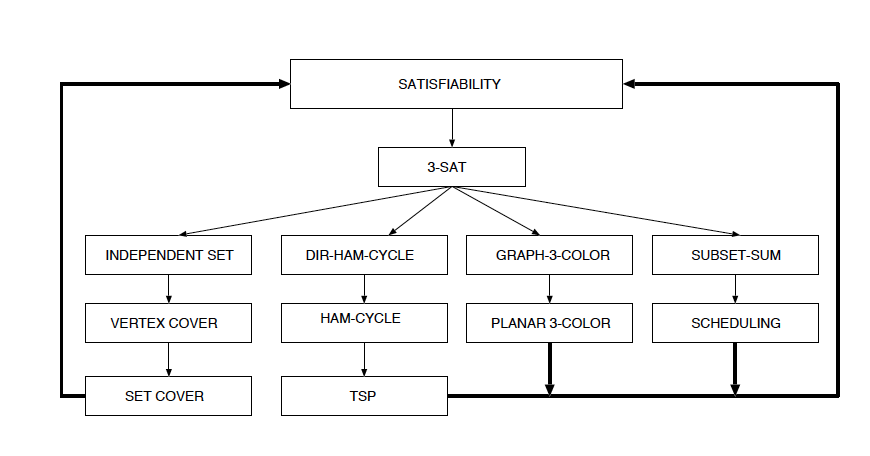 SATISFIABILITY
3-SAT
INDEPENDENT SET
DIR-HAM-CYCLE
GRAPH-3-COLOR
SUBSET-SUM
VERTEX COVER
HAM-CYCLE
PLANAR 3-COLOR
SCHEDULING
SET COVER
TSP